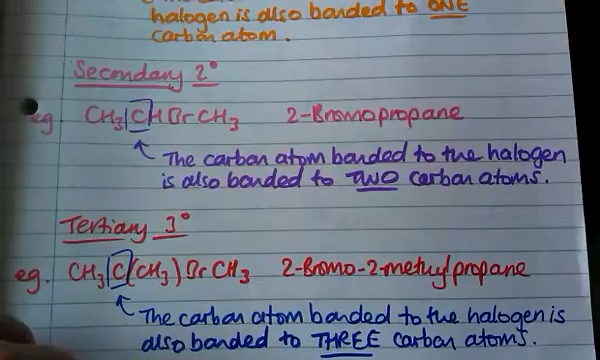 halogen is also bonded to ONE
carbon atom.
Secondary 2°
eg. CH3CHBrCH3 2-Bromopropane
The carbon atom bonded to the halogen
is also bonded to TWO carbon atoms.
Tertiary 3°
eg. CH3C(CH3)BrCH3 2-Bromo-2-methylpropane
The carbon atom bonded to the halogen is
also bonded to THREE carbon atoms.